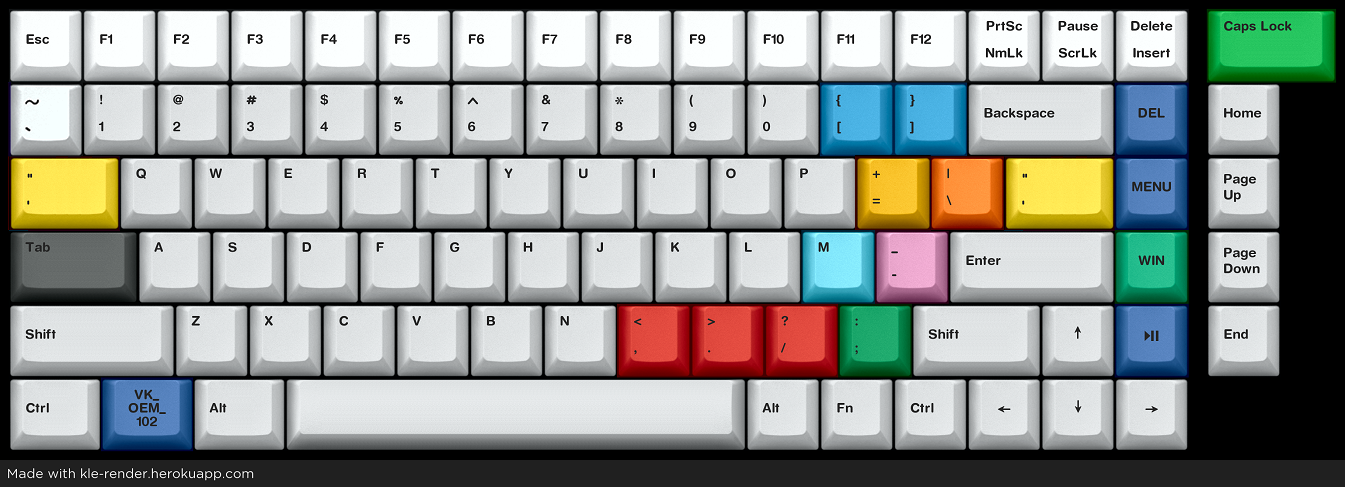 Esc F1 F2 F3 F4 F5 F6 F7 F8 F9 F10 F11 F12 PrtSc Pause Delete Caps Lock
NmLk ScrLk Insert
~ ! @ # $ % ^ & * ( ) { } Backspace DEL Home
` 1 2 3 4 5 6 7 8 9 0 [ ]
" Q W E R T Y U I O P + | " MENU Page
' = \ ' Up
Tab A S D F G H J K L M _ Enter WIN Page
- Down
Shift Z X C V B N < > ? : Shift ↑ ⏯ End
, . / ;
Ctrl VK_ Alt Alt Fn Ctrl ← ↓ →
OEM_
102
Made with kle-render.herokuapp.com